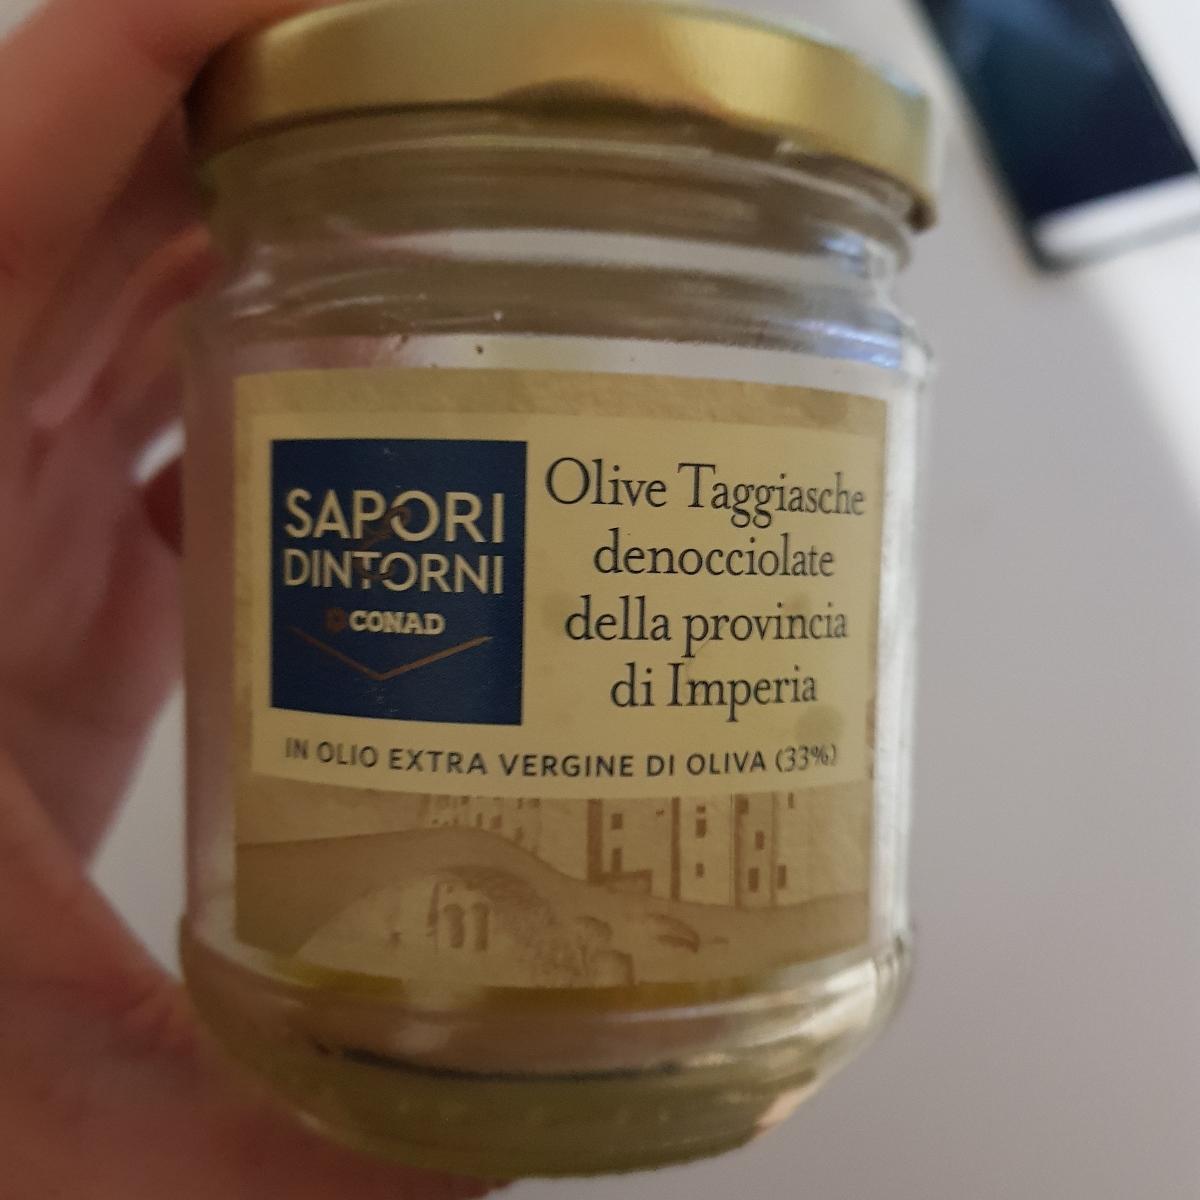 SAPORI
DINTORNI
CONAD
Olive Taggiasche
denocciolate
della provincia
di Imperia
IN OLIO EXTRA VERGINE DI OLIVA (33%)